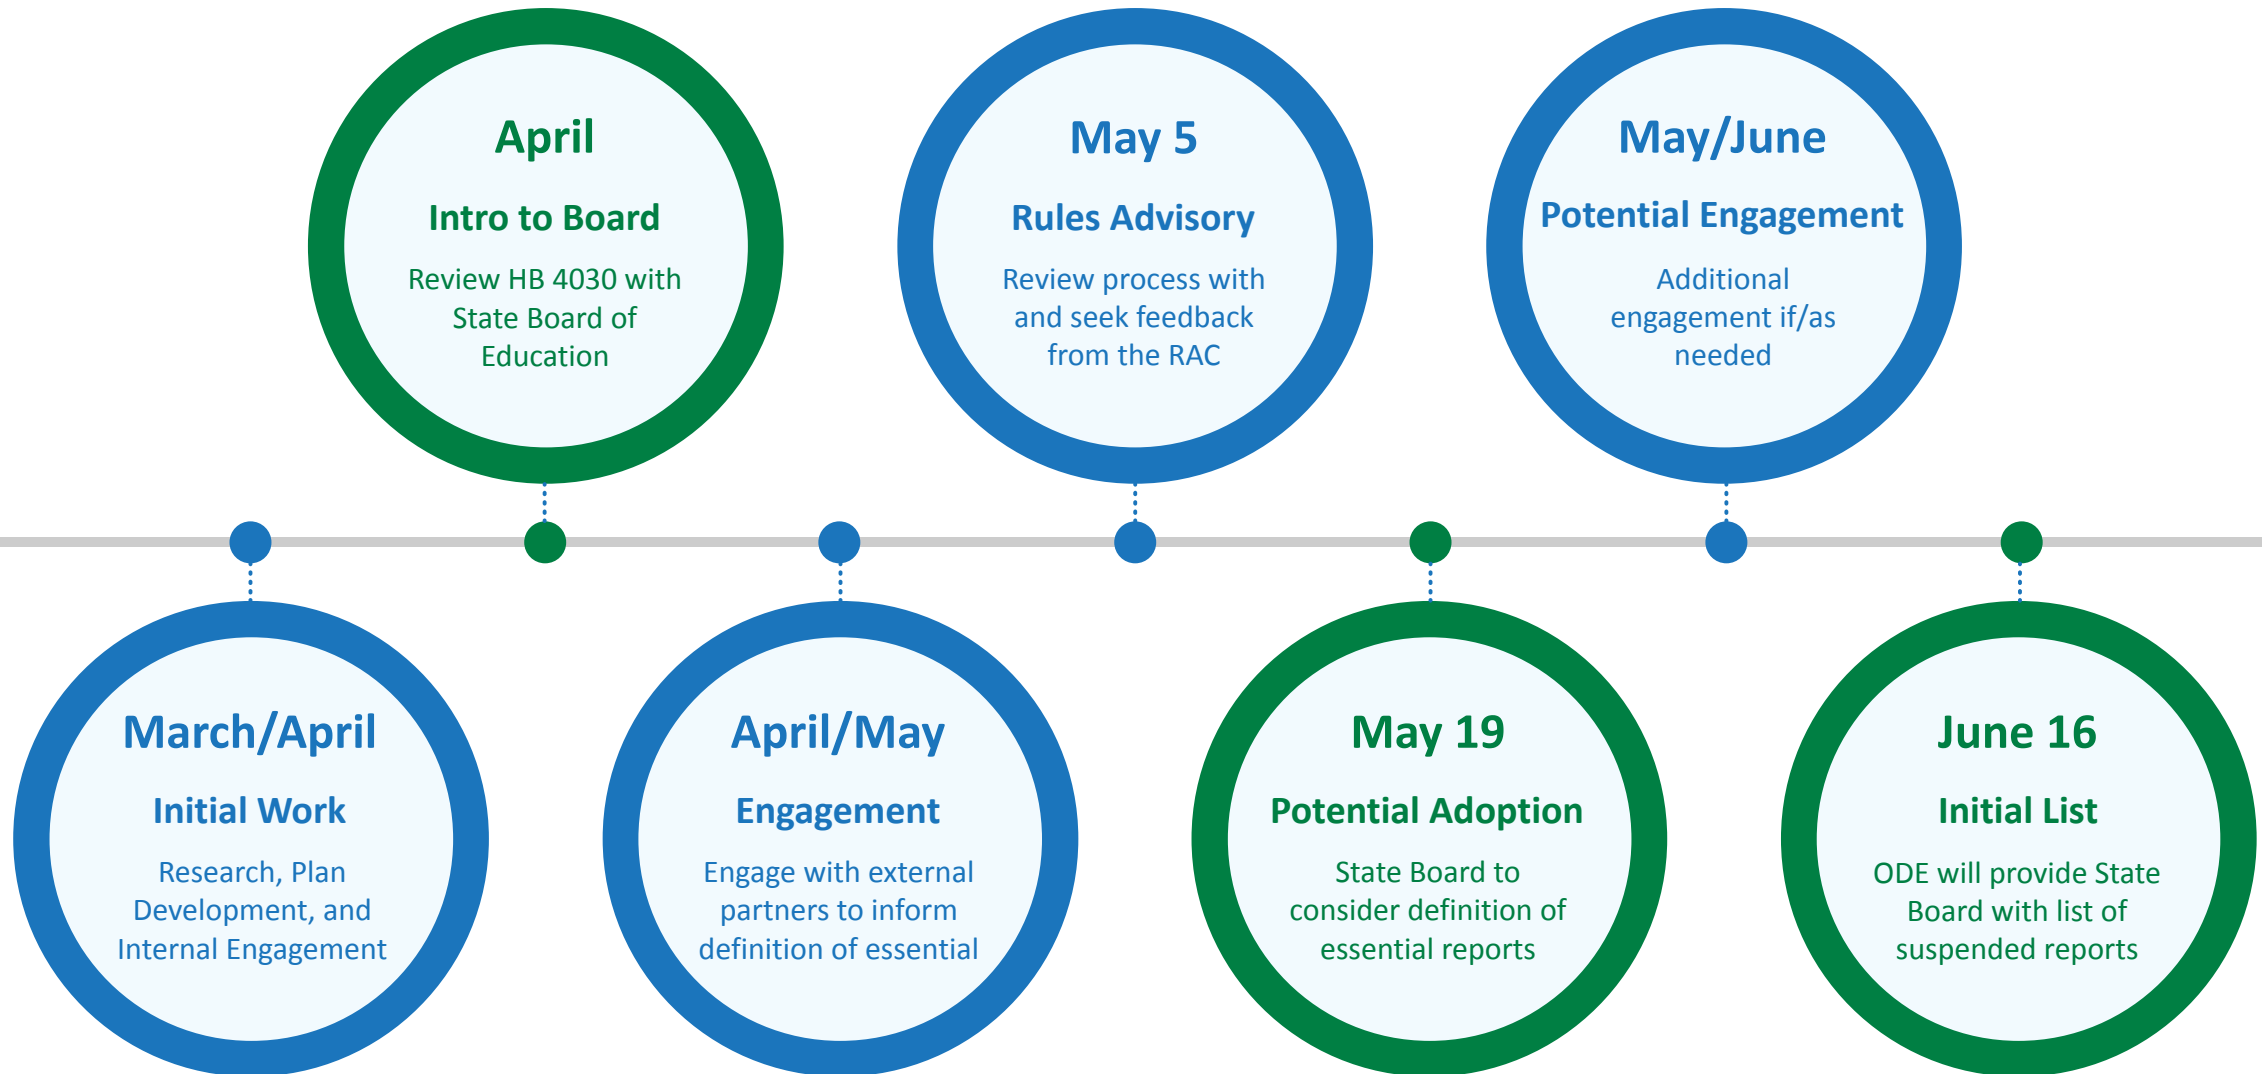 March/April
Initial Work
Research, Plan
Development, and
Internal Engagement
April
Intro to Board
Review HB 4030 with
State Board of
Education
April/May
Engagement
Engage with external
partners to inform
definition of essential
May 5
Rules Advisory
Review process with
and seek feedback
from the RAC
May 19
Potential Adoption
State Board to
consider definition of
essential reports
May/June
Potential Engagement
Additional
engagement if/as
needed
June 16
Initial List
ODE will provide State
Board with list of
suspended reports